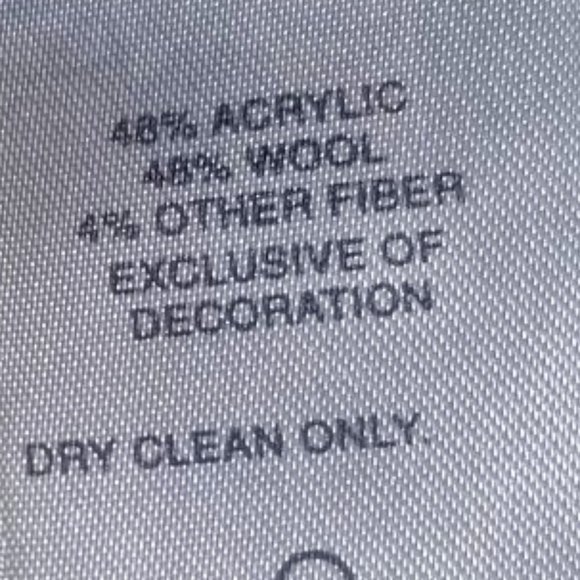 48% ACRYLIC
48% WOOL
4% OTHER FIBER
EXCLUSIVE OF
DECORATION
DRY CLEAN ONLY.